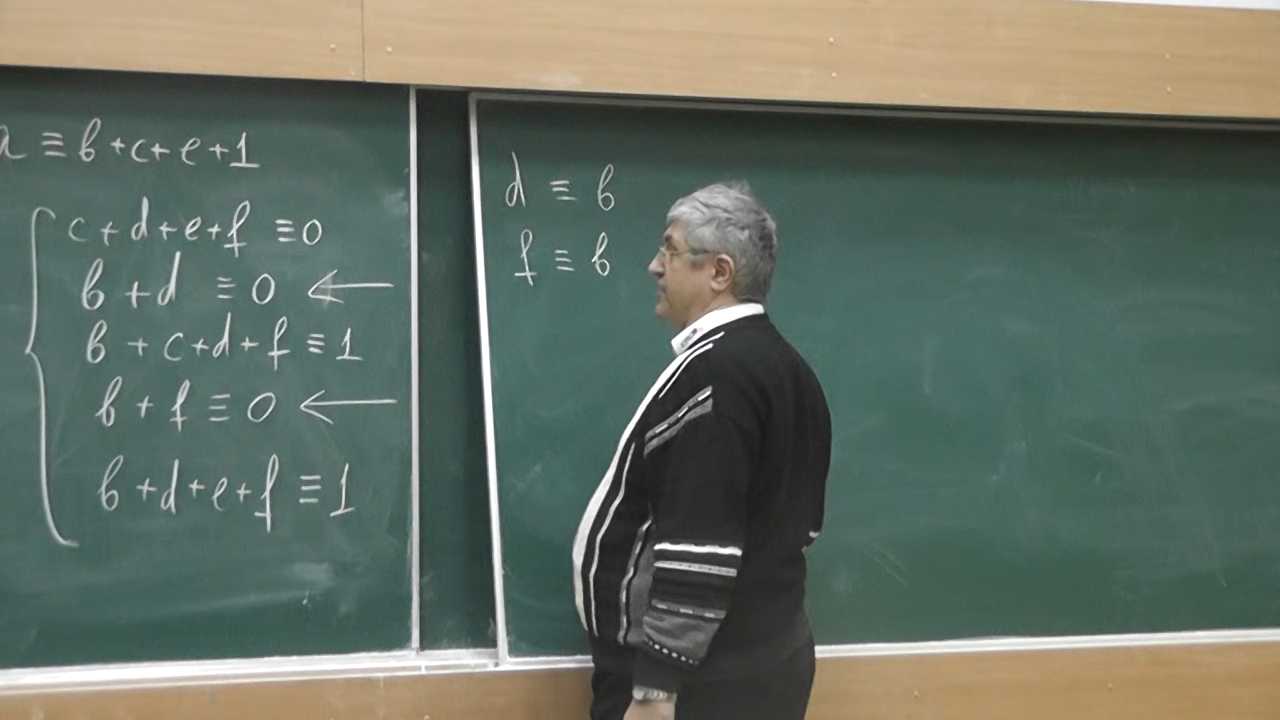 a ≡ b+c+e+1
c+d+e+f ≡0
b +d ≡0 ←
b + c+d+f ≡1
b + f ≡0 ←
b +d+e+f ≡1
d ≡ b
f ≡ b